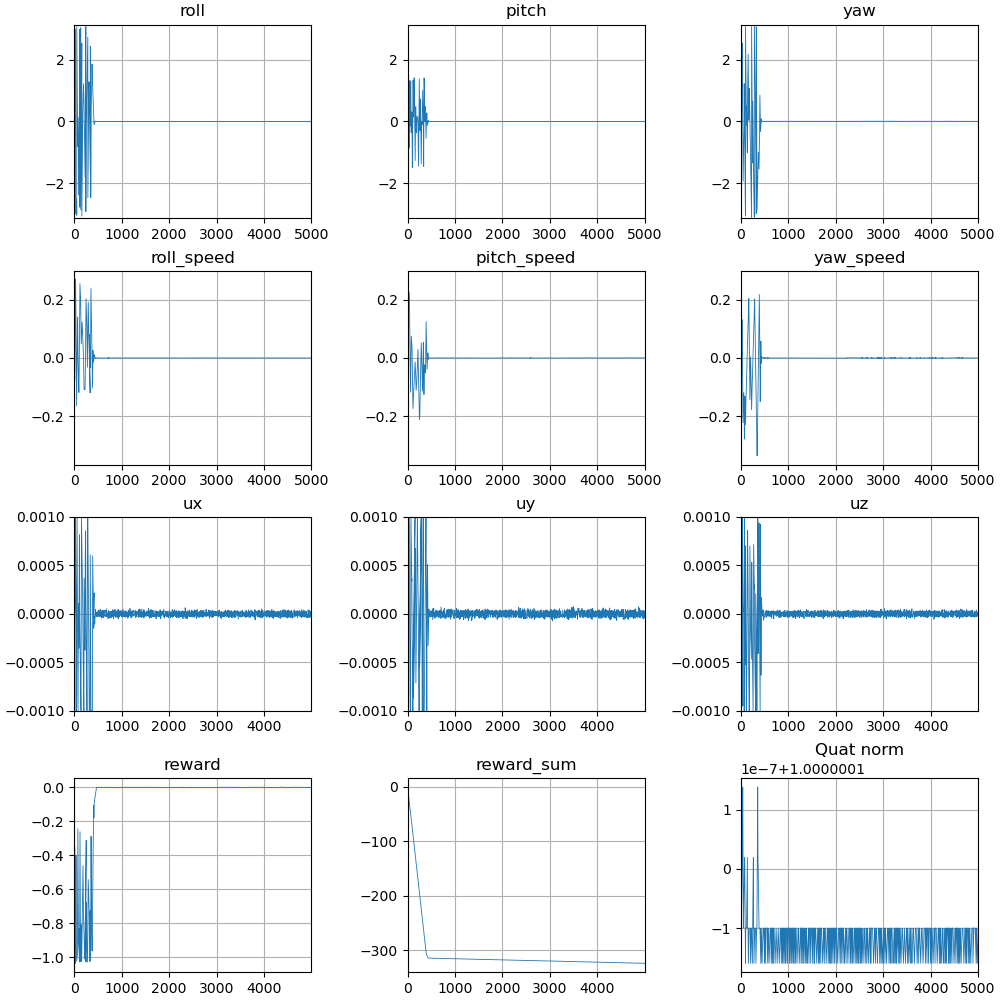 roll pitch yaw
2 2 2
0 0 0
−2 −2 −2
0 1000 2000 3000 4000 5000 0 1000 2000 3000 4000 5000 0 1000 2000 3000 4000 5000
roll_speed pitch_speed yaw_speed
0.2 0.2 0.2
0.0 0.0 0.0
−0.2 −0.2 −0.2
0 1000 2000 3000 4000 5000 0 1000 2000 3000 4000 5000 0 1000 2000 3000 4000 5000
ux uy uz
0.0010 0.0010 0.0010
0.0005 0.0005 0.0005
0.0000 0.0000 0.0000
−0.0005 −0.0005 −0.0005
−0.0010 −0.0010 −0.0010
0 1000 2000 3000 4000 0 1000 2000 3000 4000 0 1000 2000 3000 4000
reward reward_sum Quat norm
1e-7+1.0000001
0.0 0 1
−0.2 −100 0
−0.4 −200 −1
−0.6 −300
−0.8
−1.0
0 1000 2000 3000 4000 5000 0 1000 2000 3000 4000 5000 0 1000 2000 3000 4000 5000